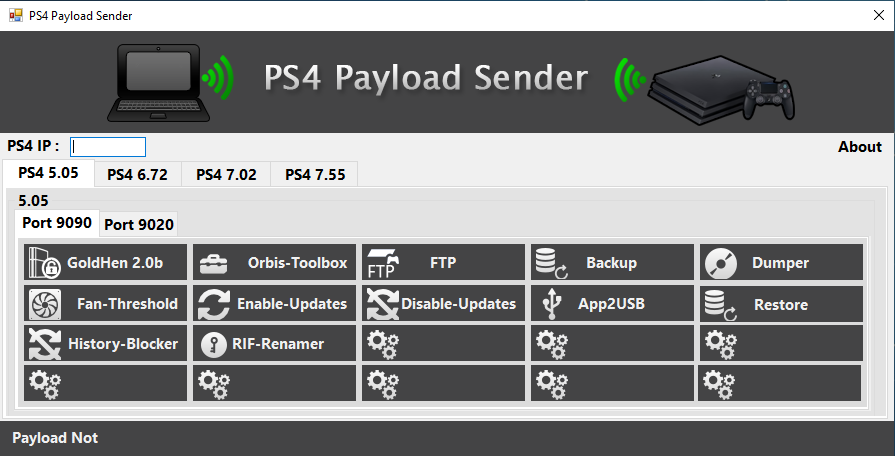 PS4 Payload Sender
PS4 Payload Sender
PS4 IP :
About
PS4 5.05 PS4 6.72 PS4 7.02 PS4 7.55
5.05
Port 9090 Port 9020
GoldHen 2.0b Orbis-Toolbox FTP FTP Backup Dumper
Fan-Threshold Enable-Updates Disable-Updates App2USB Restore
History-Blocker RIF-Renamer
Payload Not